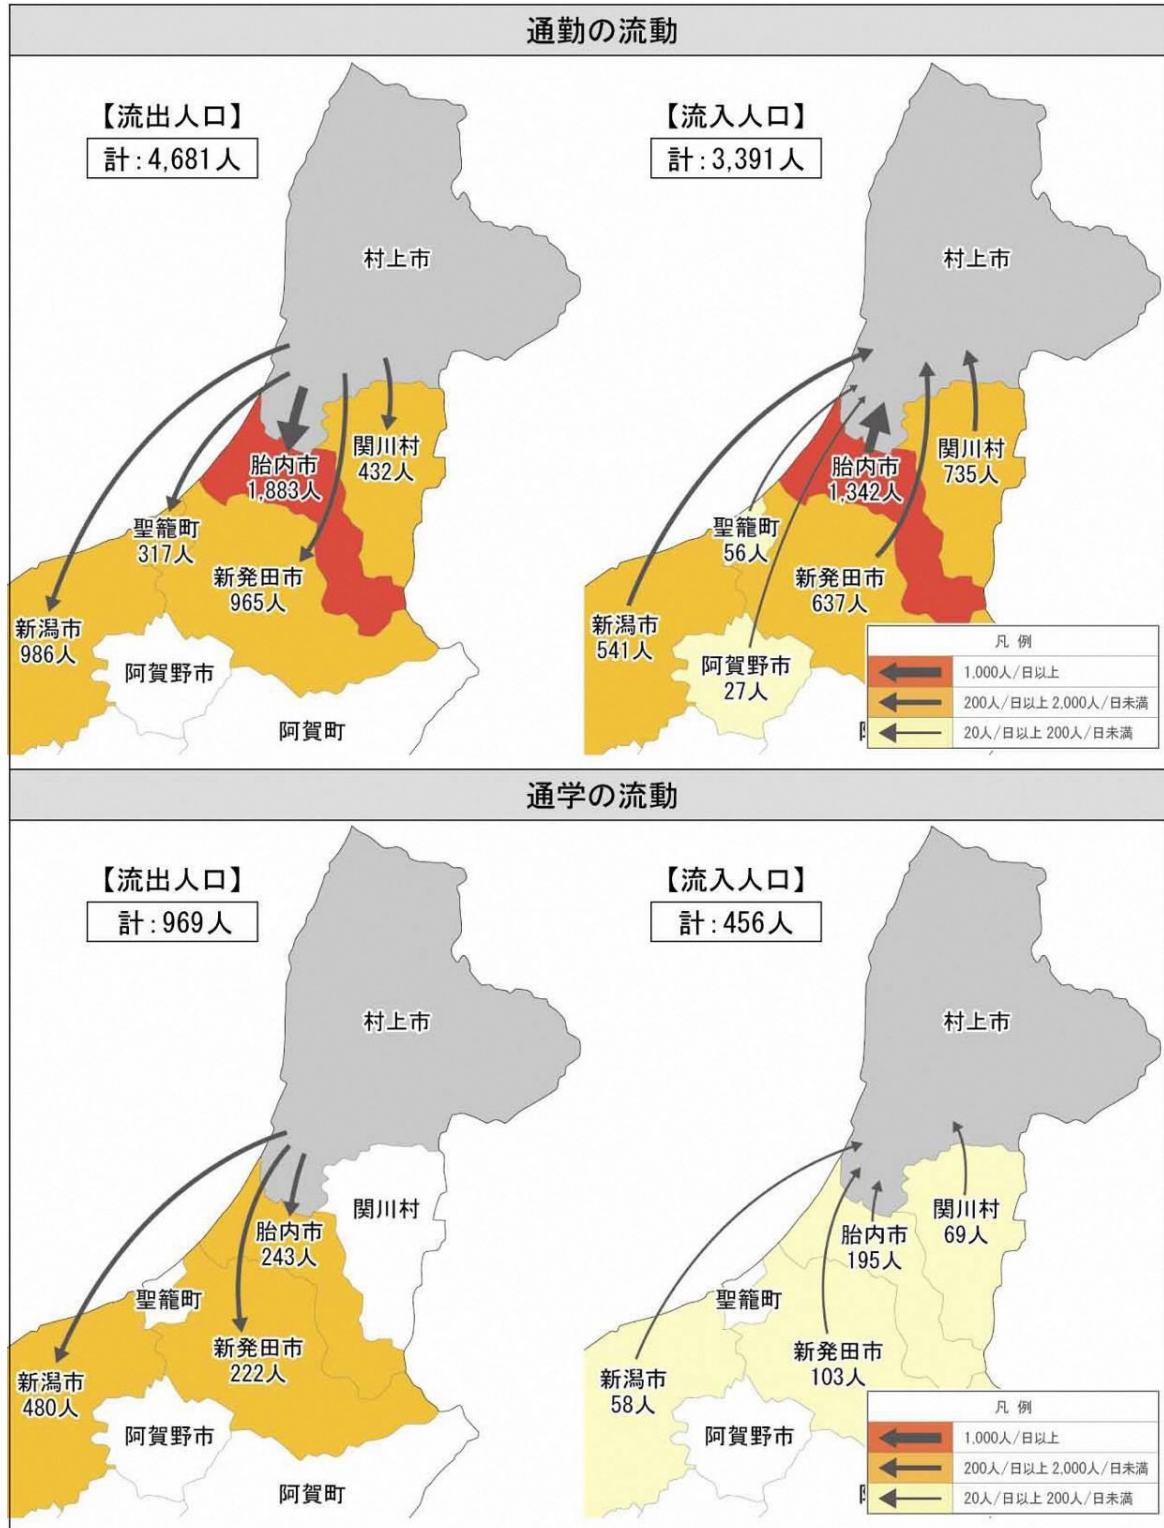 通勤の流動
【流出人口】
計:4,681人
村上市
関川村
432人
胎内市
1,883人
聖籠町
317人
新発田市
965人
新潟市
986人
阿賀野市
阿賀町
【流入人口】
計:3,391人
村上市
関川村
735人
胎内市
1,342人
聖籠町
56人
新発田市
637人
新潟市
541人
阿賀野市
27人
凡 例
1,000人/日以上
200人/日以上 2,000人/日未満
20人/日以上 200人/日未満
通学の流動
【流出人口】
計:969人
村上市
関川村
胎内市
243人
聖籠町
新発田市
222人
新潟市
480人
阿賀野市
阿賀町
【流入人口】
計:456人
村上市
関川村
69人
胎内市
195人
聖籠町
新発田市
103人
新潟市
58人
阿賀野市
凡 例
1,000人/日以上
200人/日以上 2,000人/日未満
20人/日以上 200人/日未満